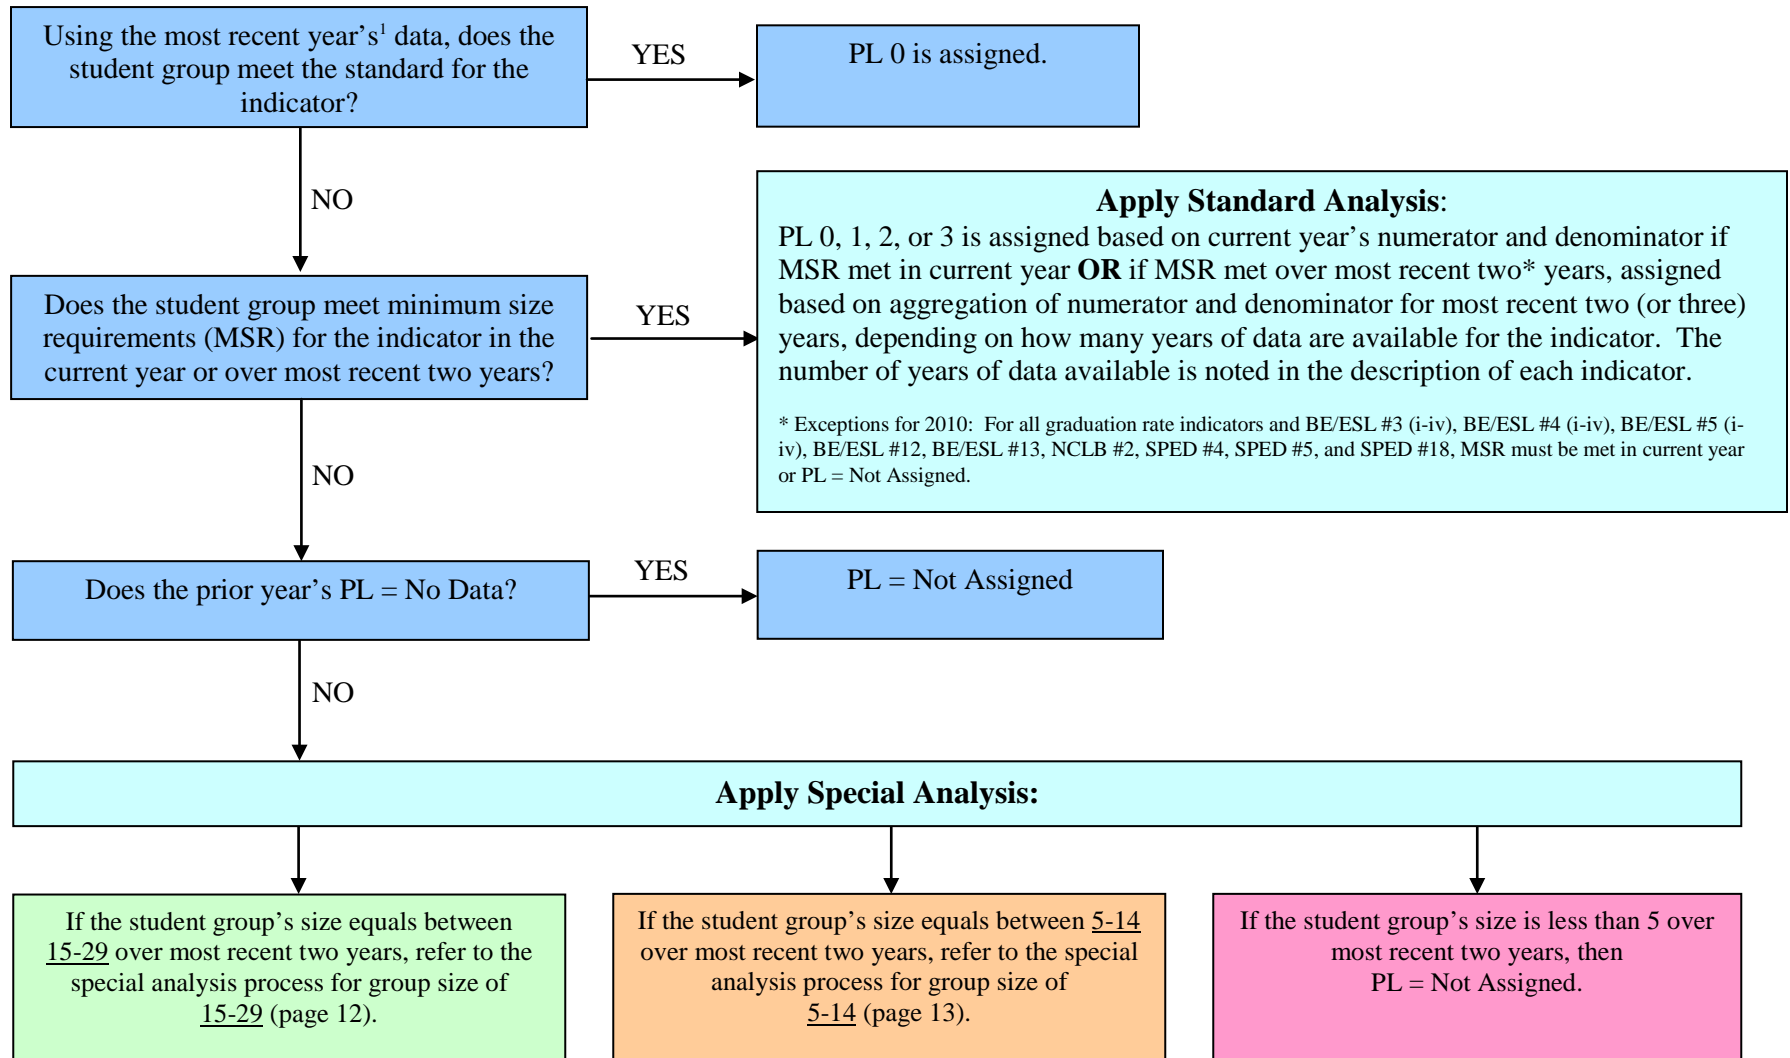 Using the most recent year’s¹ data, does the
student group meet the standard for the
indicator?
YES
PL 0 is assigned.
NO
Apply Standard Analysis:
PL 0, 1, 2, or 3 is assigned based on current year’s numerator and denominator if
MSR met in current year OR if MSR met over most recent two* years, assigned
based on aggregation of numerator and denominator for most recent two (or three)
years, depending on how many years of data are available for the indicator.  The
number of years of data available is noted in the description of each indicator.
* Exceptions for 2010:  For all graduation rate indicators and BE/ESL #3 (i-iv), BE/ESL #4 (i-iv), BE/ESL #5 (i-
iv), BE/ESL #12, BE/ESL #13, NCLB #2, SPED #4, SPED #5, and SPED #18, MSR must be met in current year
or PL = Not Assigned.
Does the student group meet minimum size
requirements (MSR) for the indicator in the
current year or over most recent two years?
YES
NO
Does the prior year’s PL = No Data?
YES
PL = Not Assigned
NO
Apply Special Analysis:
If the student group’s size equals between
15-29 over most recent two years, refer to the
special analysis process for group size of
15-29 (page 12).
If the student group’s size equals between 5-14
over most recent two years, refer to the special
analysis process for group size of
5-14 (page 13).
If the student group’s size is less than 5 over
most recent two years, then
PL = Not Assigned.